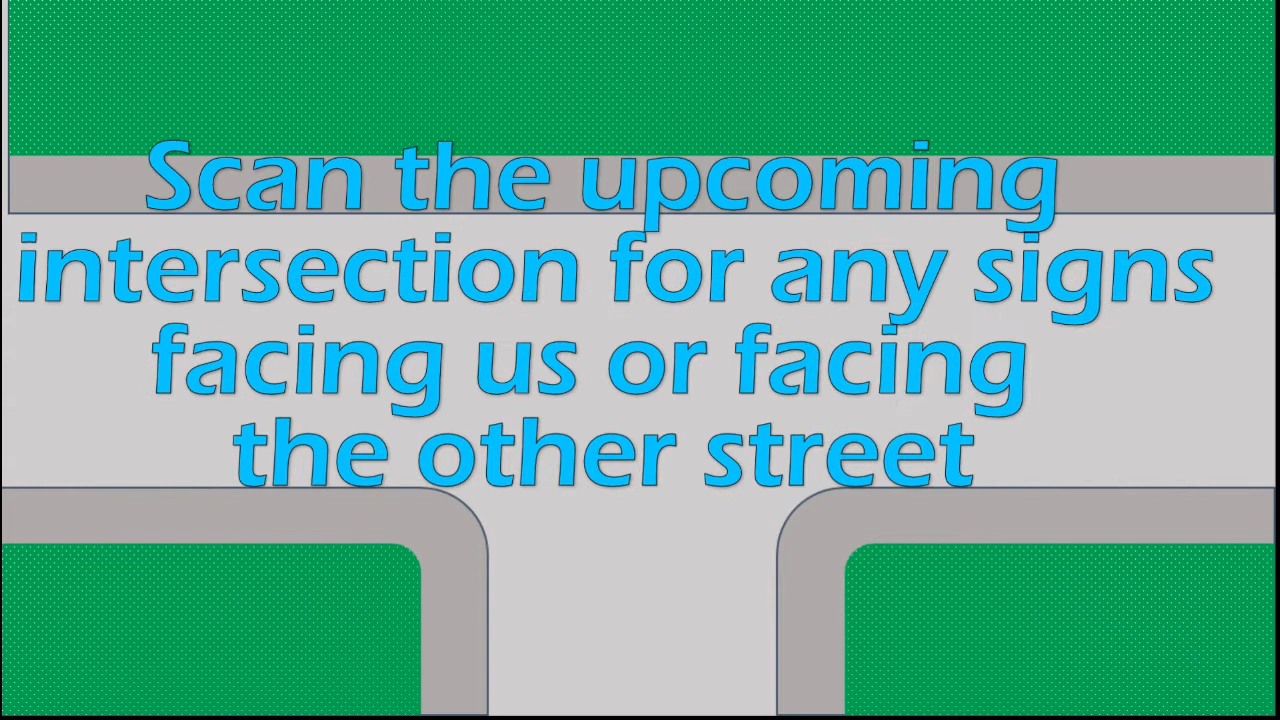 Scan the upcoming
intersection for any signs
facing us or facing
the other street